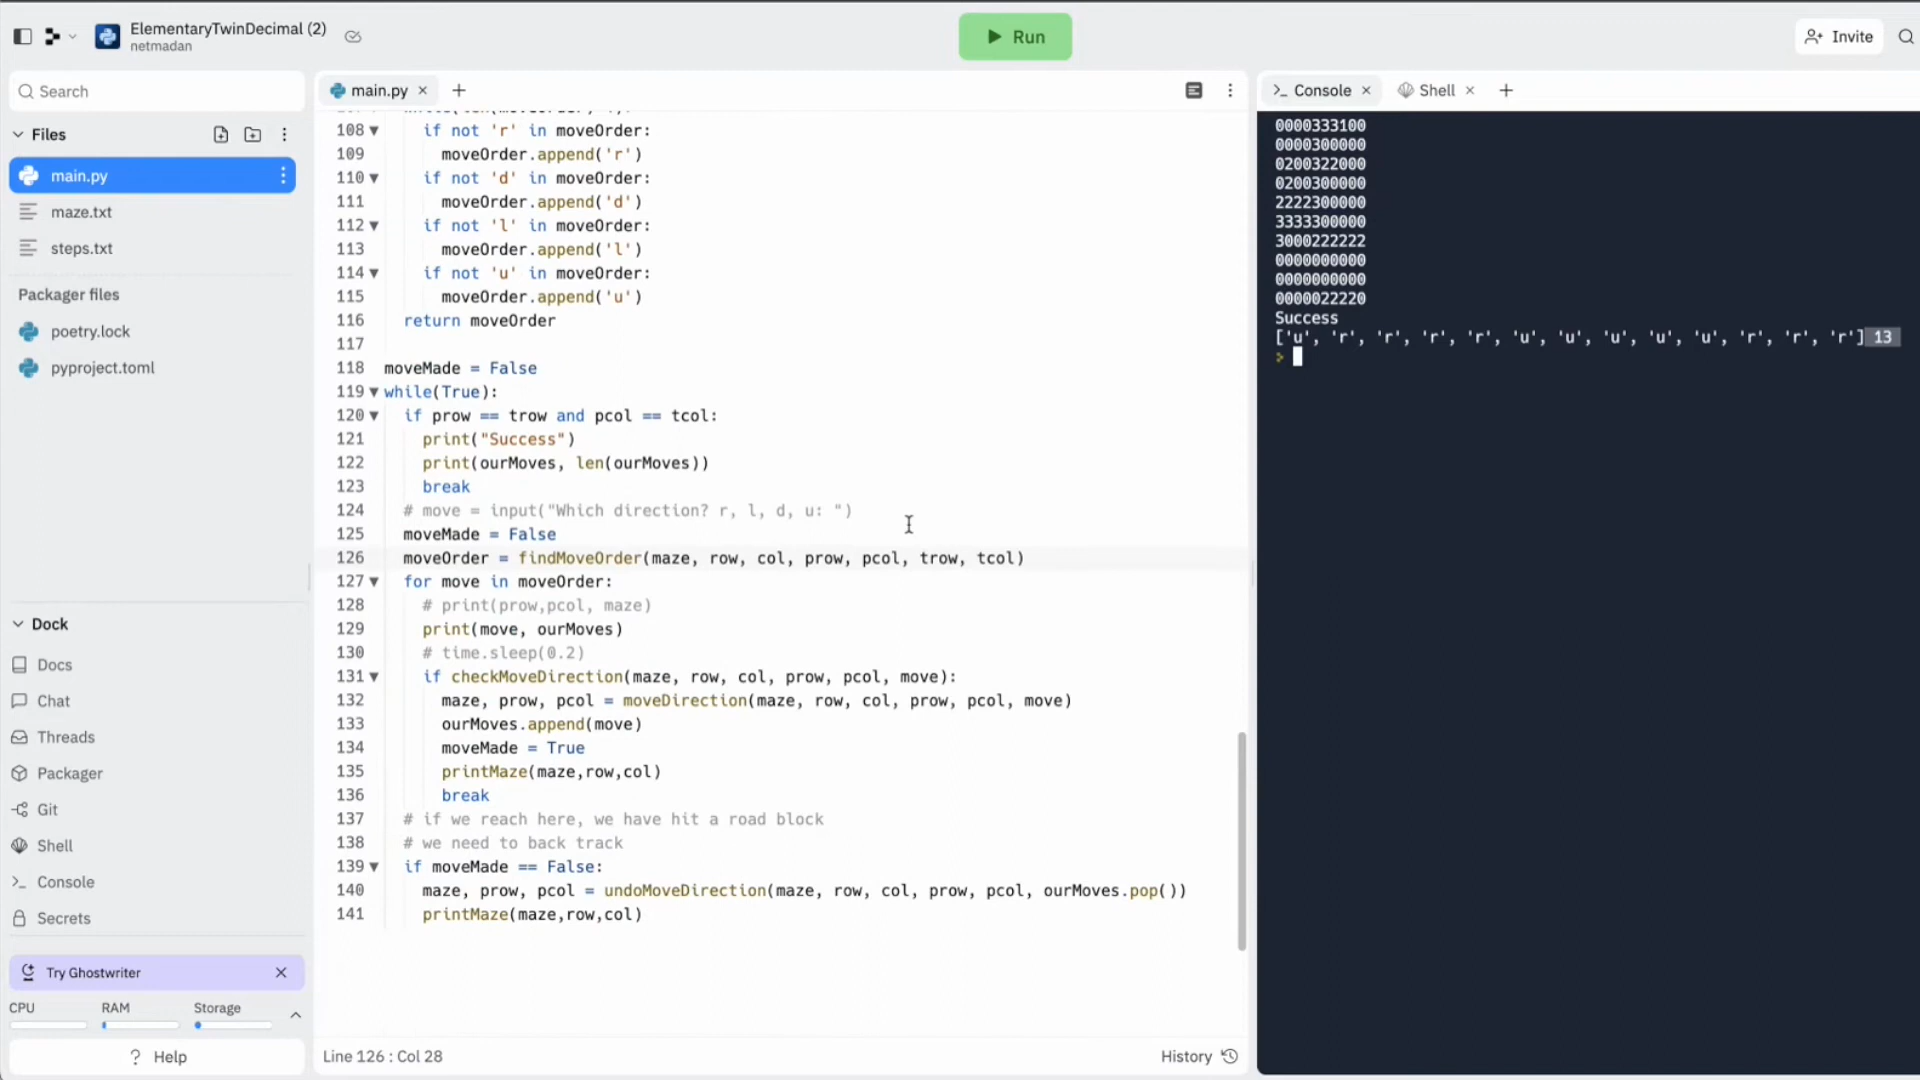 ElementaryTwinDecimal (2)
netmadan
Run
Invite
Search
Files
main.py
maze.txt
steps.txt
Packager files
poetry.lock
pyproject.toml
Dock
Docs
Chat
Threads
Packager
Git
Shell
Console
Secrets
Try Ghostwriter
CPU RAM Storage
? Help
main.py
108 if not 'r' in moveOrder:
109 moveOrder.append('r')
110 if not 'd' in moveOrder:
111 moveOrder.append('d')
112 if not 'l' in moveOrder:
113 moveOrder.append('l')
114 if not 'u' in moveOrder:
115 moveOrder.append('u')
116 return moveOrder
117
118 moveMade = False
119 while(True):
120 if prow == trow and pcol == tcol:
121 print("Success")
122 print(ourMoves, len(ourMoves))
123 break
124 # move = input("Which direction? r, l, d, u: ")
125 moveMade = False
126 moveOrder = findMoveOrder(maze, row, col, prow, pcol, trow, tcol)
127 for move in moveOrder:
128 # print(prow,pcol, maze)
129 print(move, ourMoves)
130 # time.sleep(0.2)
131 if checkMoveDirection(maze, row, col, prow, pcol, move):
132 maze, prow, pcol = moveDirection(maze, row, col, prow, pcol, move)
133 ourMoves.append(move)
134 moveMade = True
135 printMaze(maze,row,col)
136 break
137 # if we reach here, we have hit a road block
138 # we need to back track
139 if moveMade == False:
140 maze, prow, pcol = undoMoveDirection(maze, row, col, prow, pcol, ourMoves.pop())
141 printMaze(maze,row,col)
Line 126 : Col 28
History
Console
Shell
0000333100
0000300000
0200322000
0200300000
2222300000
3333300000
3000222222
0000000000
0000000000
0000022220
Success
['u', 'r', 'r', 'r', 'r', 'u', 'u', 'u', 'u', 'u', 'r', 'r', 'r'] 13
>